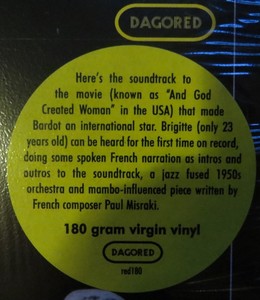 DAGORED
Here's the soundtrack to
the movie (known as "And God
Created Woman" in the USA) that made
Bardot an international star. Brigitte (only 23
years old) can be heard for the first time on record,
doing some spoken French narration as intros and
outros to the soundtrack, a jazz fused 1950s
orchestra and mambo-influenced piece written by
French composer Paul Misraki.
180 gram virgin vinyl
DAGORED
red180